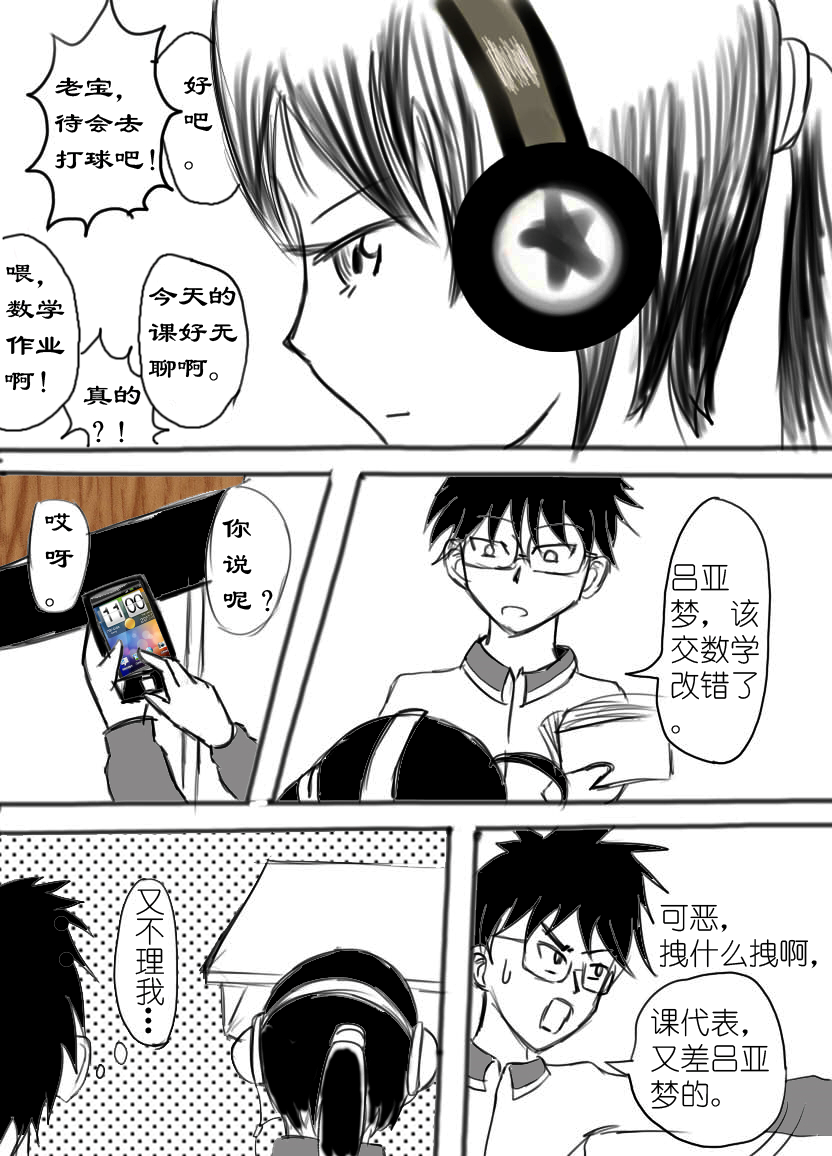 老宝，
待会去
打球吧！
好
吧
。
喂，
数学
作业
啊！
真的
？！
今天的
课好无
聊啊。
哎
呀
。
你
说
呢？
11 00
吕亚
梦，该
交数学
改错了
。
又不理我…
可恶，
拽什么拽啊，
课代表，
又差吕亚
梦的。